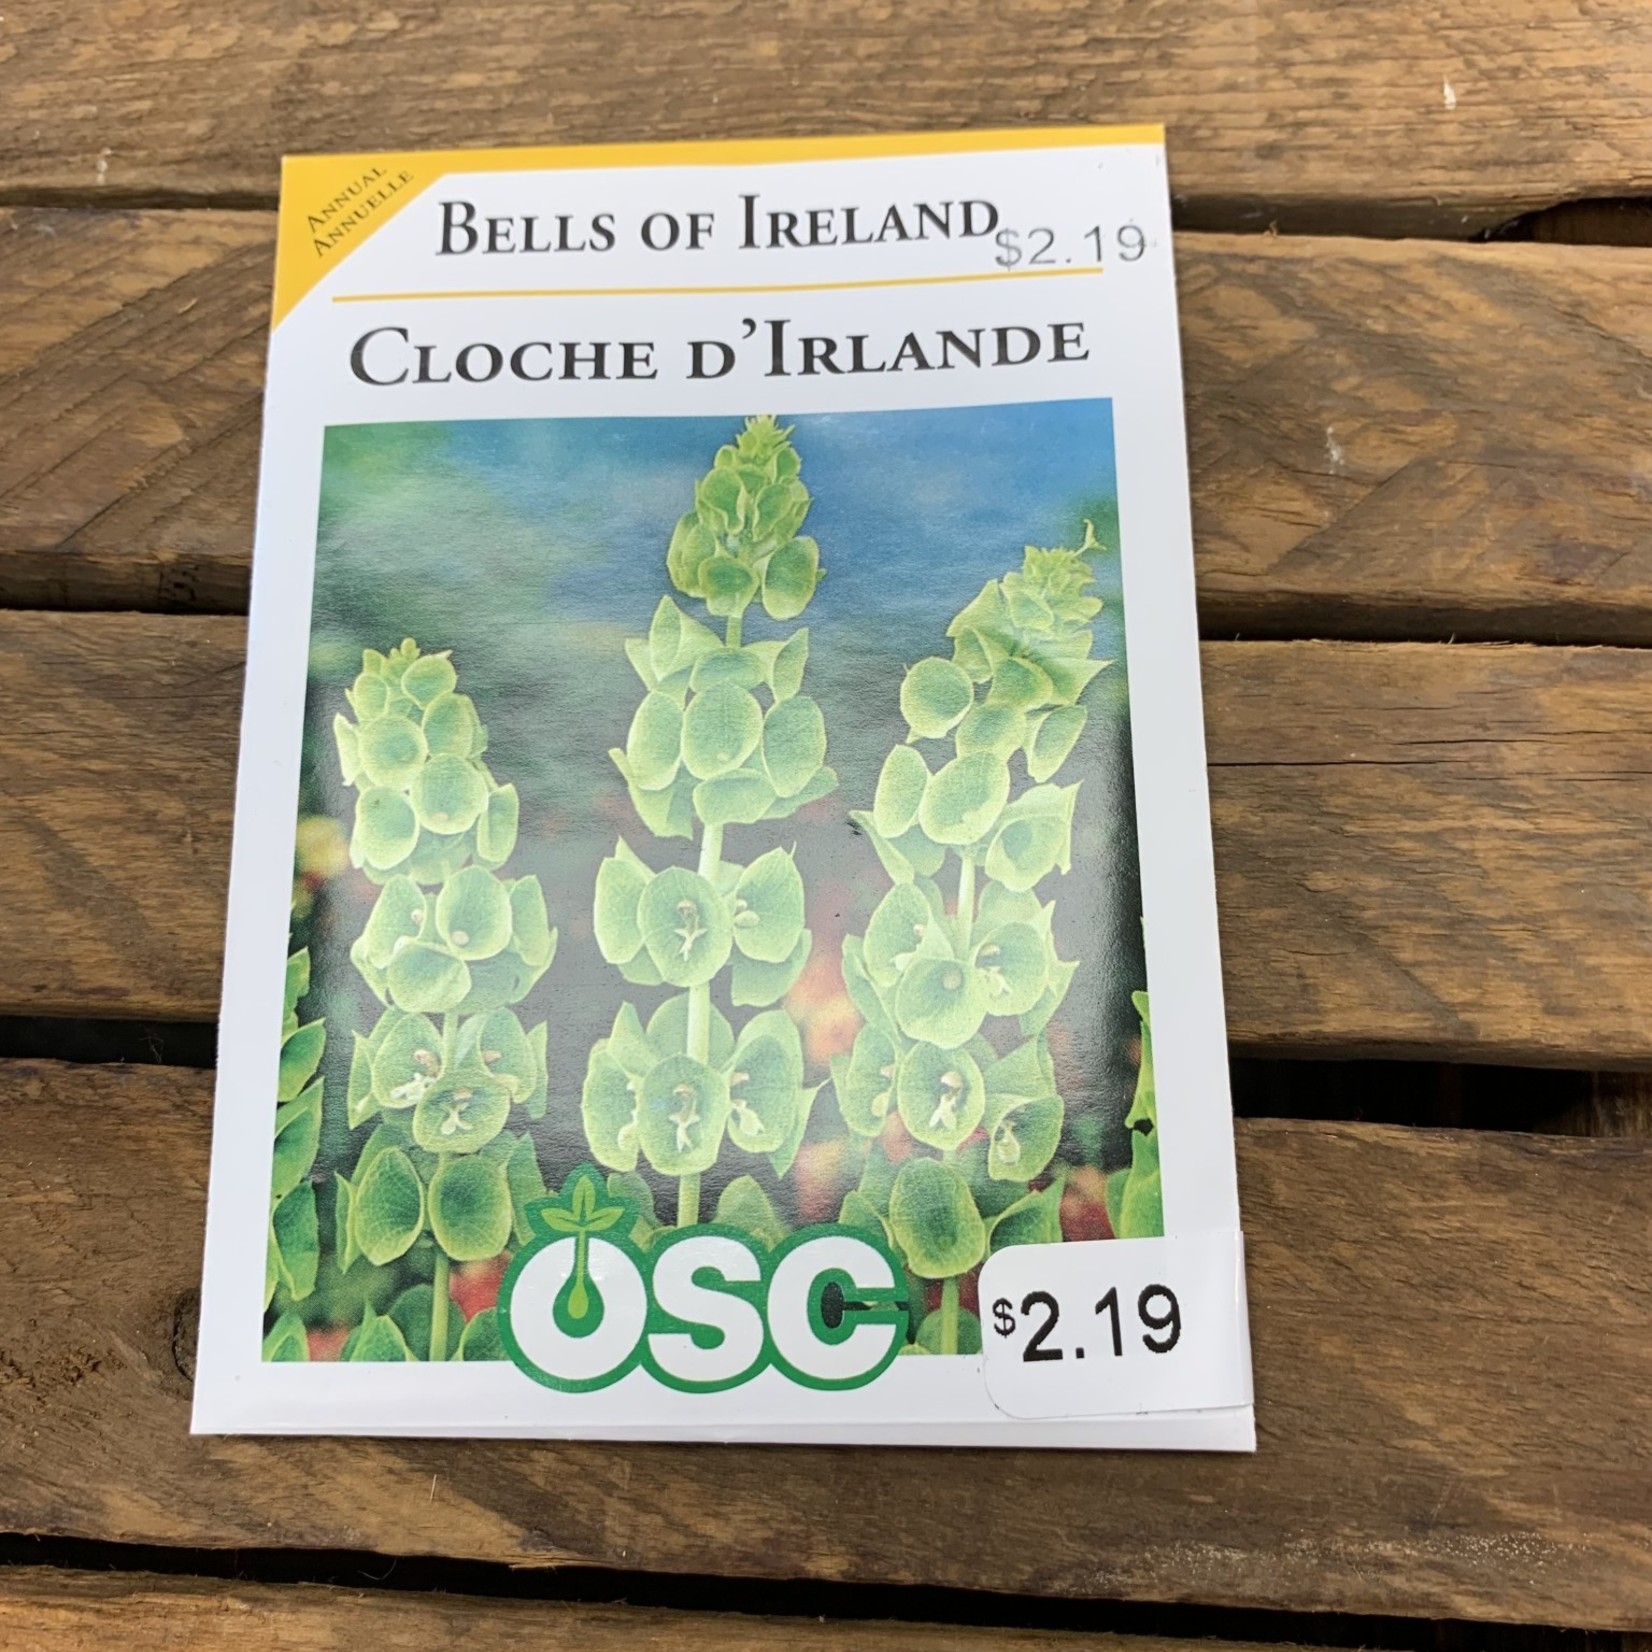 ANNUAL
ANNUELLE
BELLS OF IRELAND
$2.19
CLOCHE D'IRLANDE
OSC
$2.19